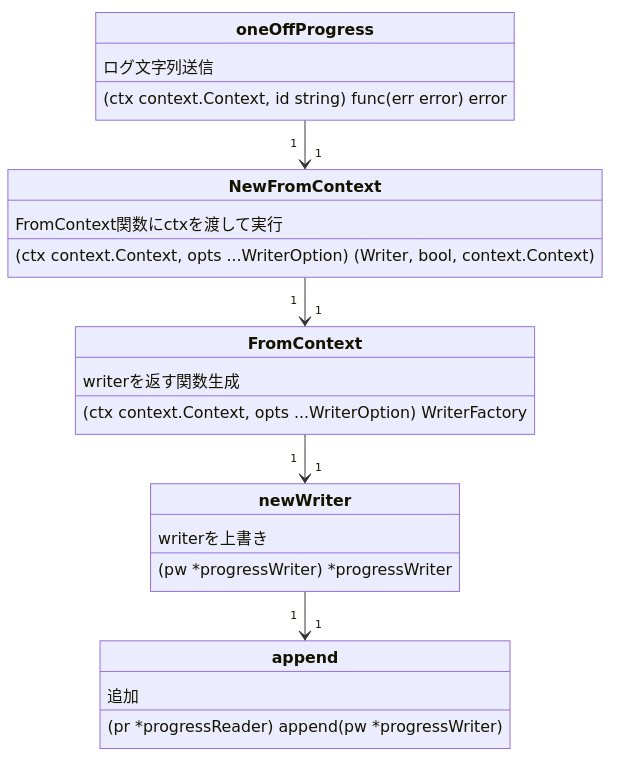 oneOffProgress
ログ文字列送信
(ctx context.Context, id string) func(err error) error
1
1
NewFromContext
FromContext関数にctxを渡して実行
(ctx context.Context, opts ...WriterOption) (Writer, bool, context.Context)
1
1
FromContext
writerを返す関数生成
(ctx context.Context, opts ...WriterOption) WriterFactory
1
1
newWriter
writerを上書き
(pw *progressWriter) *progressWriter
1
1
append
追加
(pr *progressReader) append(pw *progressWriter)